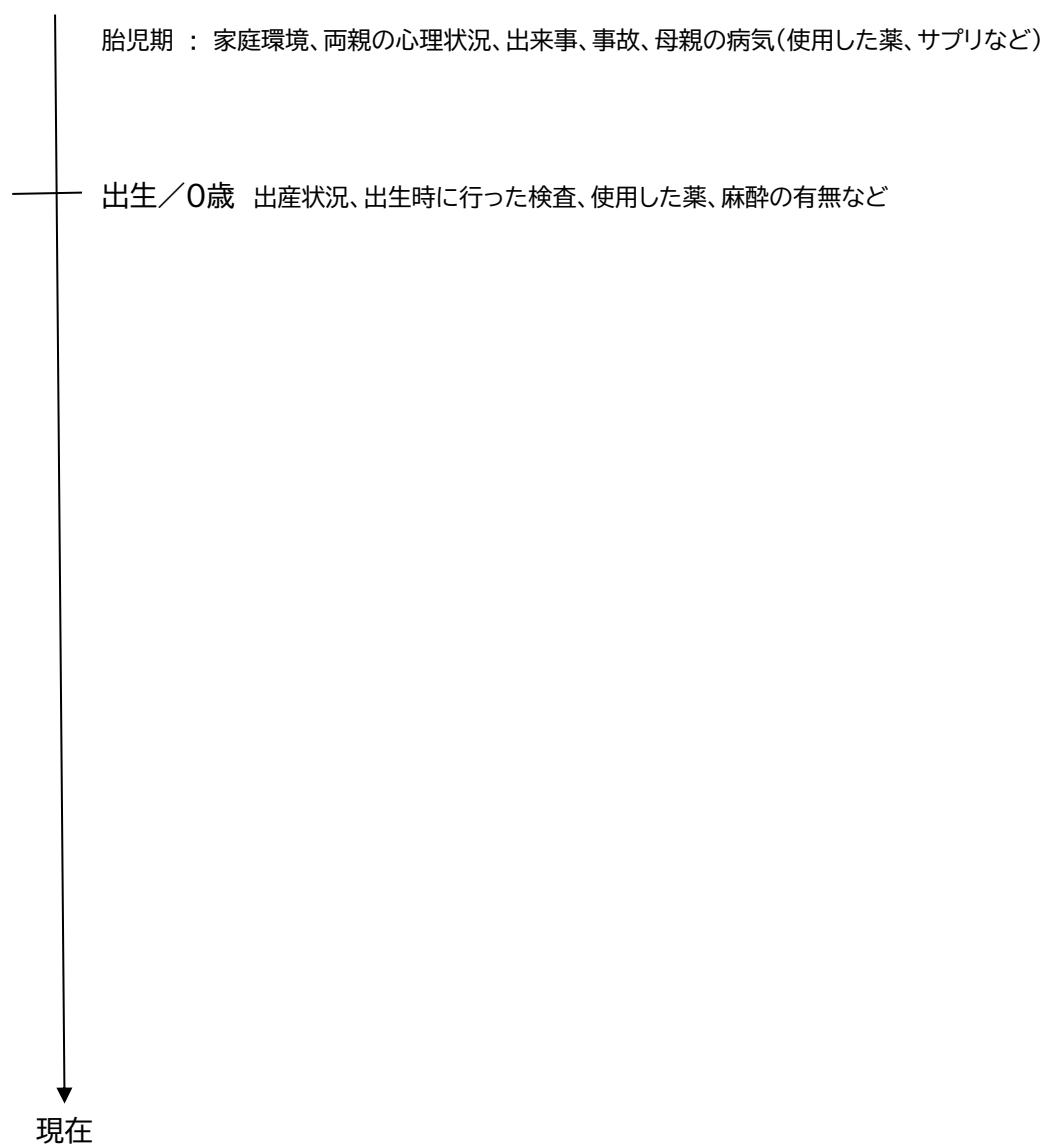 胎児期 : 家庭環境、両親の心理状況、出来事、事故、母親の病気(使用した薬、サプリなど)
出生／0歳 出産状況、出生時に行った検査、使用した薬、麻酔の有無など
現在